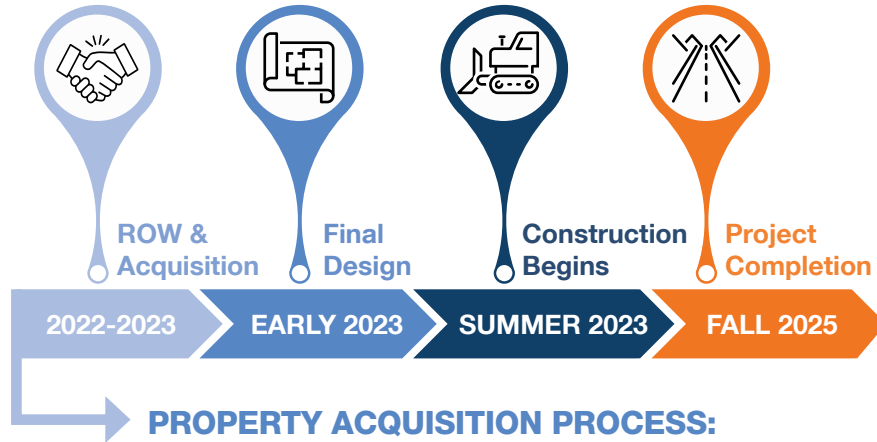 ROW &
Acquisition
Final
Design
Construction
Begins
Project
Completion
2022-2023
EARLY 2023
SUMMER 2023
FALL 2025
PROPERTY ACQUISITION PROCESS: